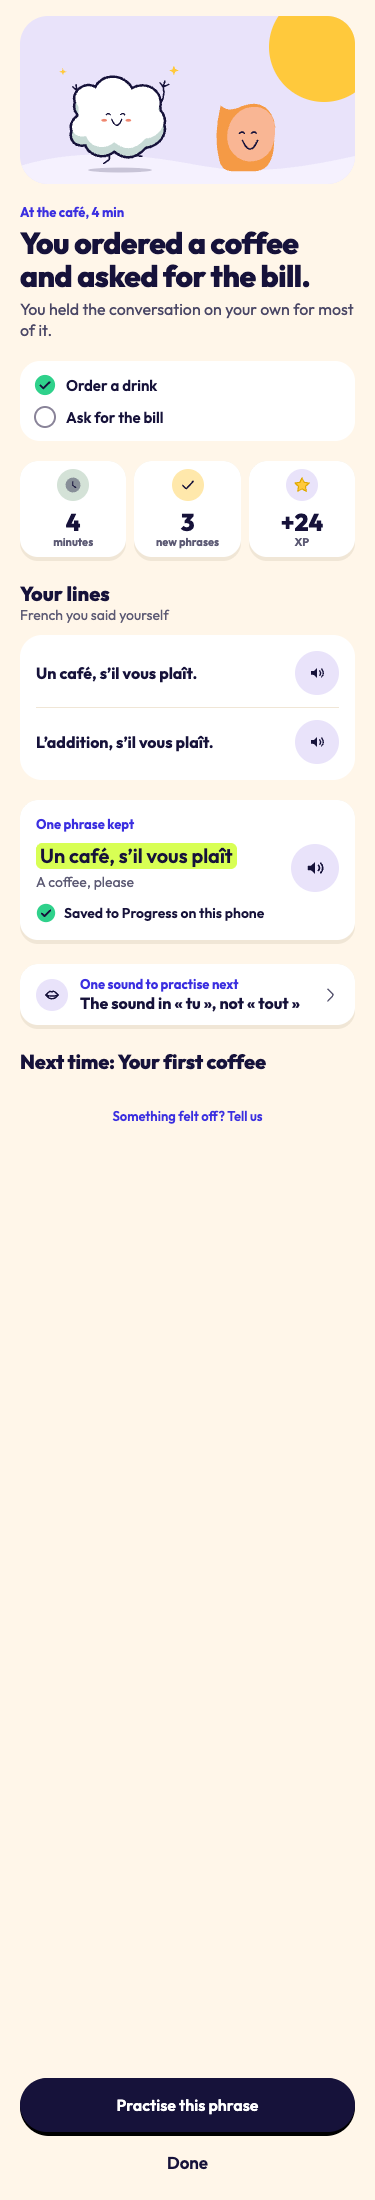 At the café, 4 min
You ordered a coffee
and asked for the bill.
You held the conversation on your own for most
of it.
Order a drink
Ask for the bill
4
minutes
3
new phrases
+24
XP
Your lines
French you said yourself
Un café, s’il vous plaît.
L’addition, s’il vous plaît.
One phrase kept
Un café, s’il vous plaît
A coffee, please
Saved to Progress on this phone
One sound to practise next
The sound in « tu », not « tout »
Next time: Your first coffee
Something felt off? Tell us
Practise this phrase
Done